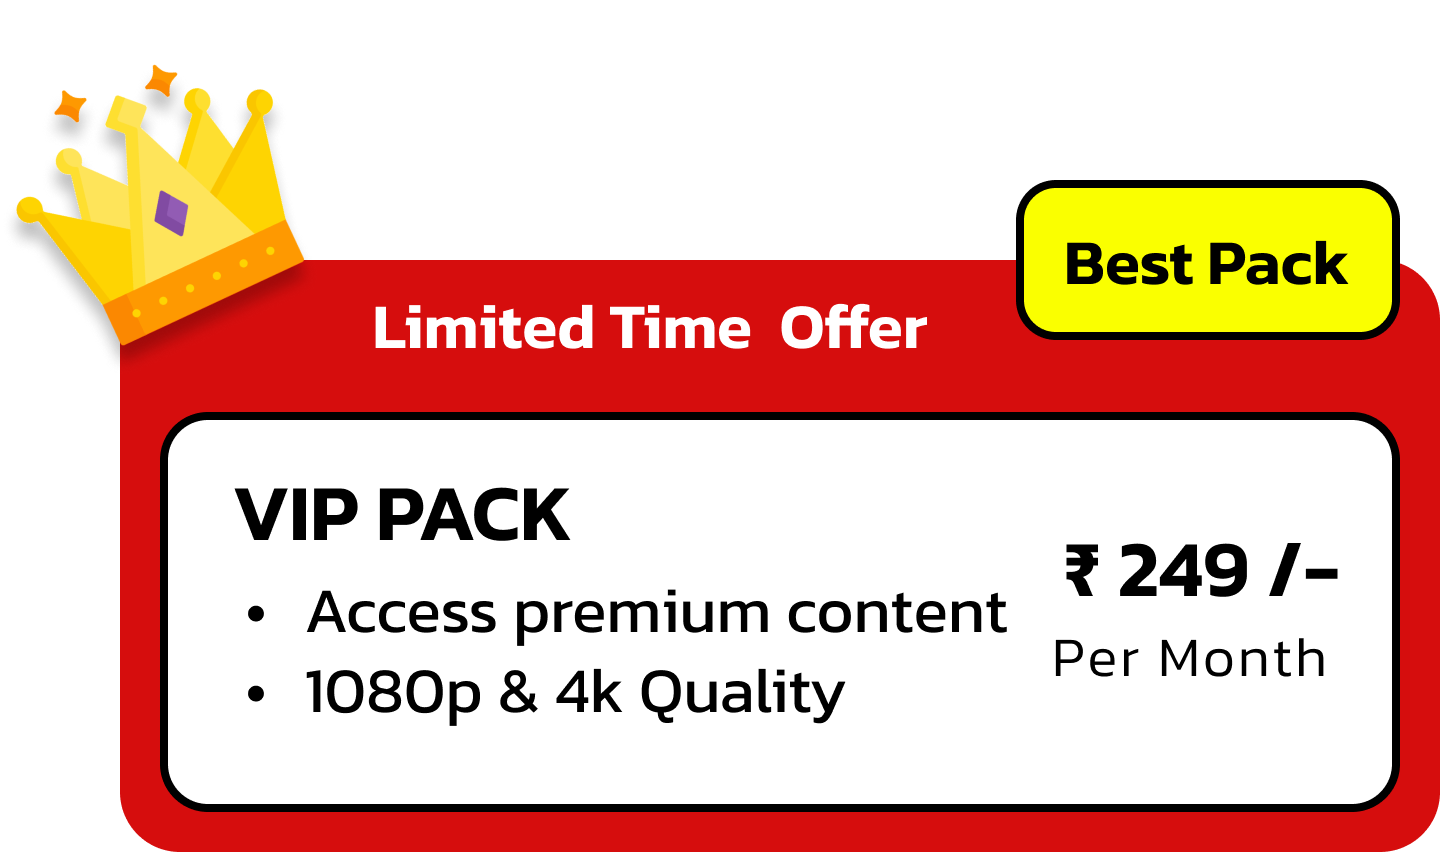 Best Pack
Limited Time  Offer
VIP PACK
• Access premium content
• 1080p & 4k Quality
₹ 249 /-
Per Month